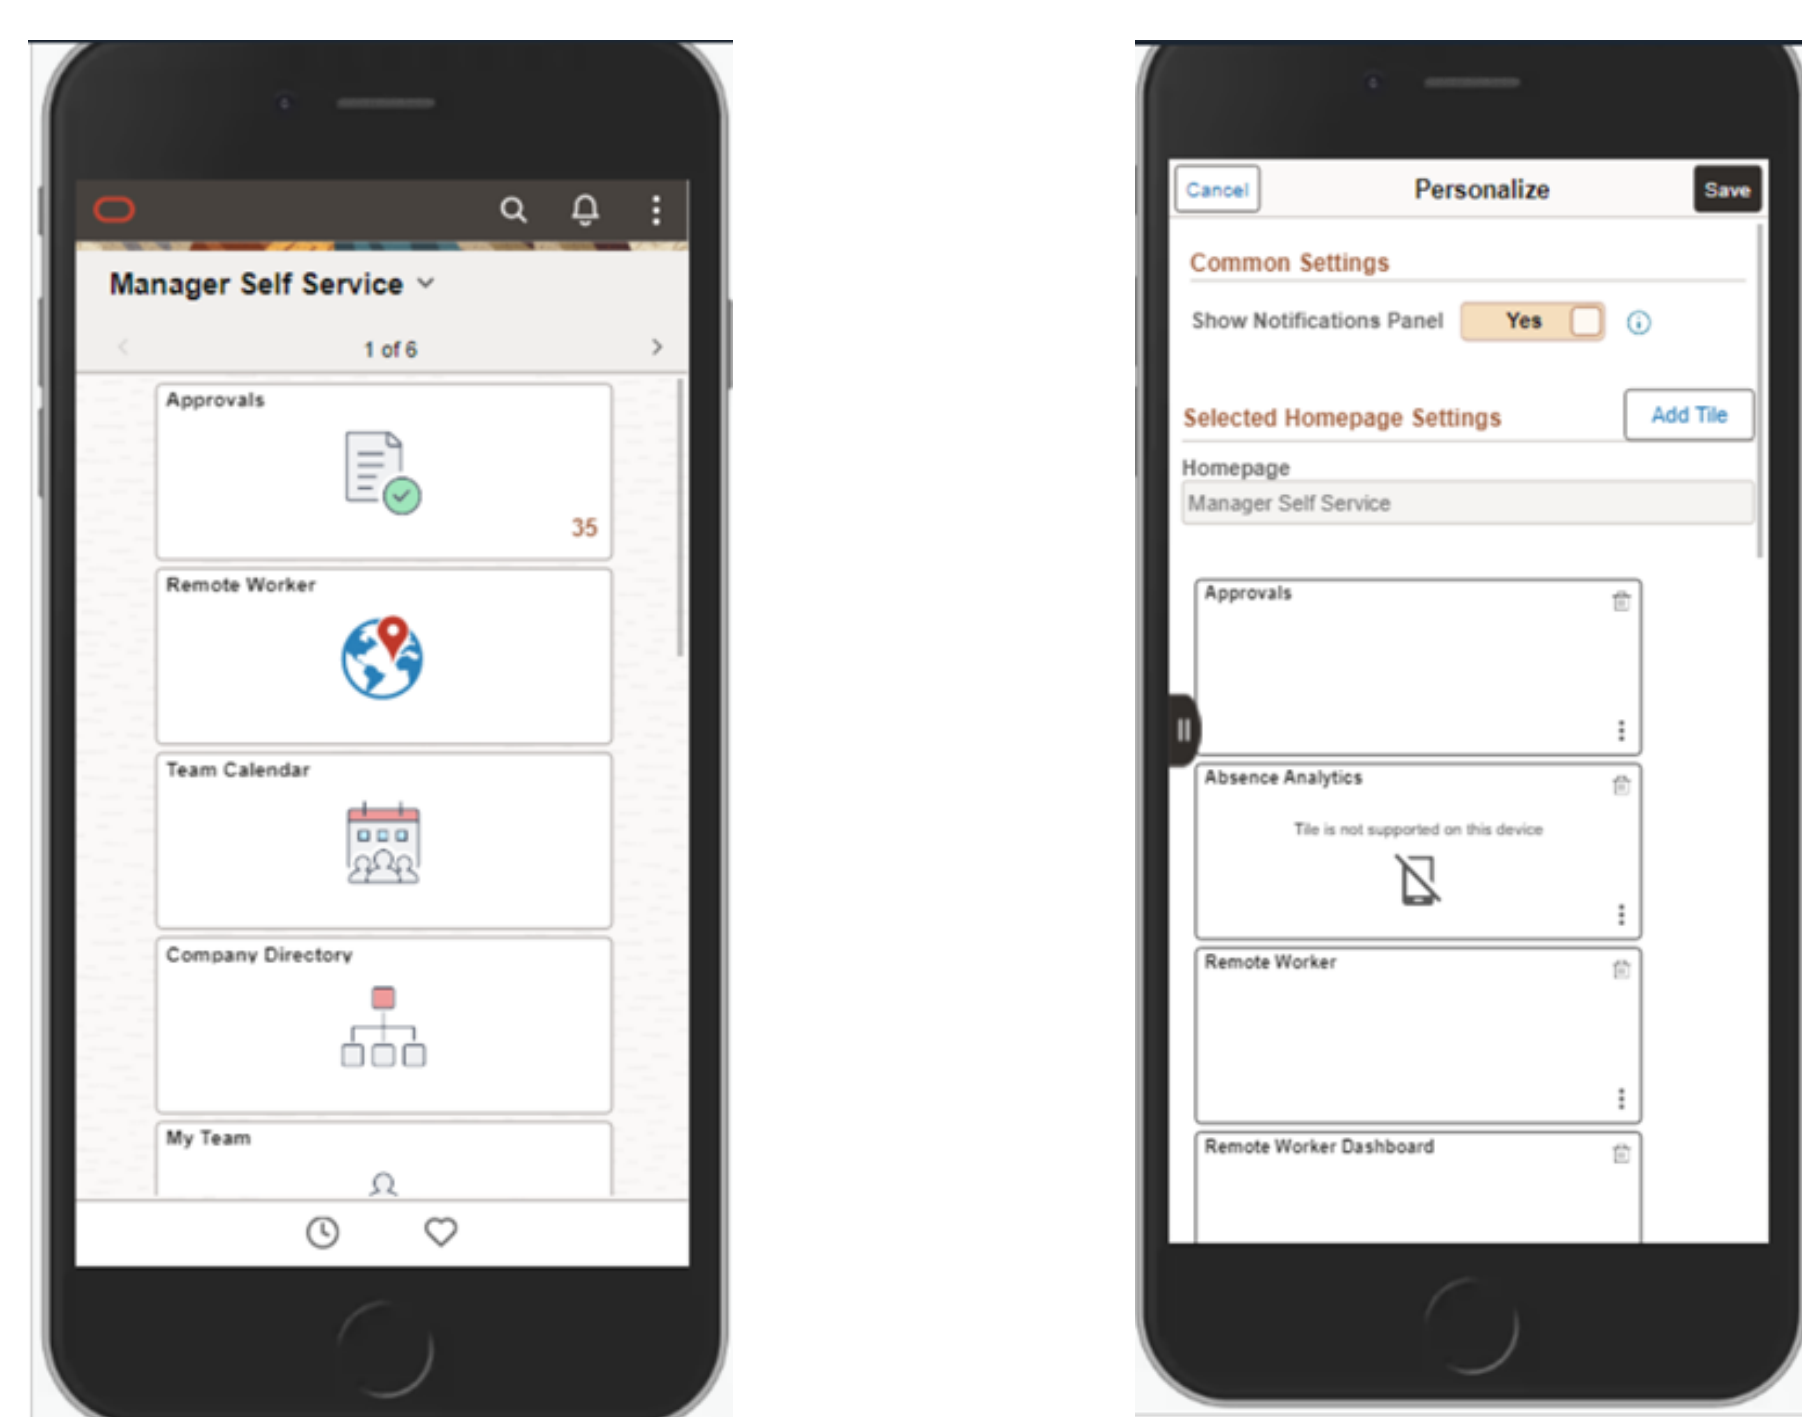 Manager Self Service
1 of 6
Approvals
35
Remote Worker
Team Calendar
Company Directory
My Team
Cancel
Personalize
Save
Common Settings
Show Notifications Panel
Yes
Selected Homepage Settings
Add Tile
Homepage
Manager Self Service
Approvals
Absence Analytics
Tile is not supported on this device
Remote Worker
Remote Worker Dashboard